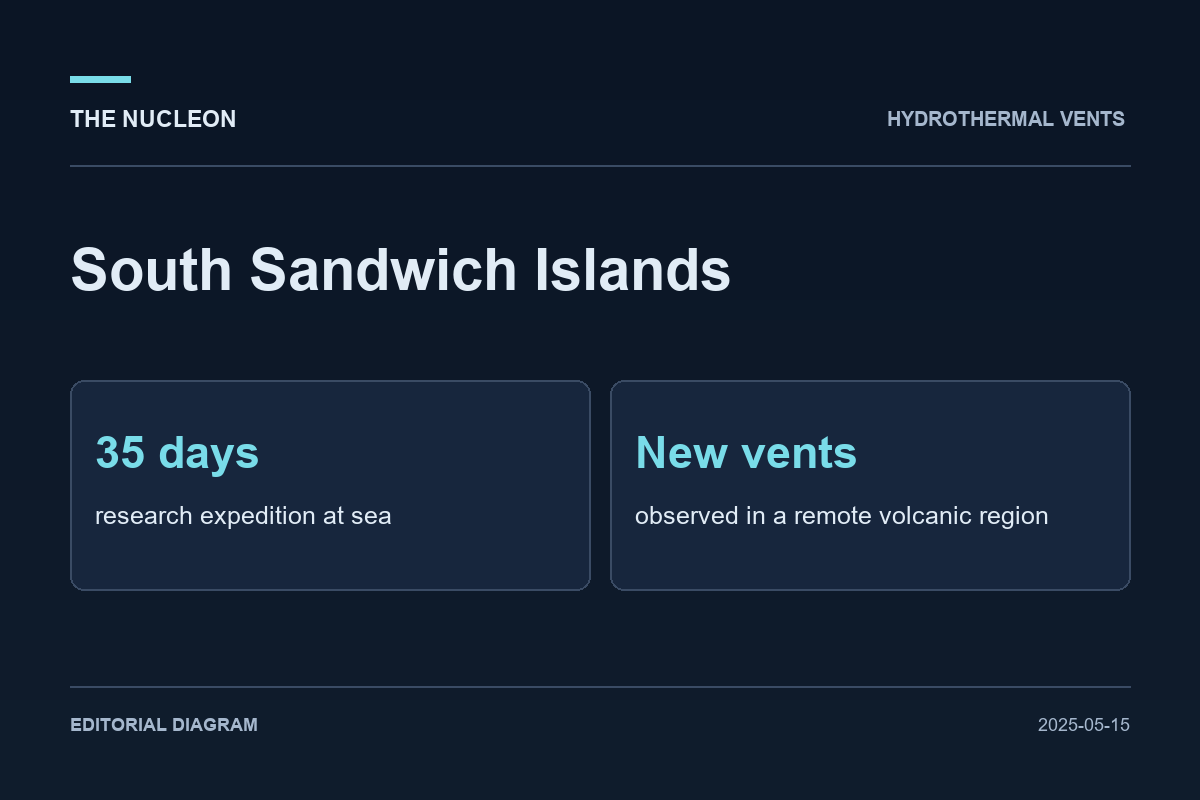 THE NUCLEON
HYDROTHERMAL VENTS
South Sandwich Islands
35 days
research expedition at sea
New vents
observed in a remote volcanic region
EDITORIAL DIAGRAM
2025-05-15